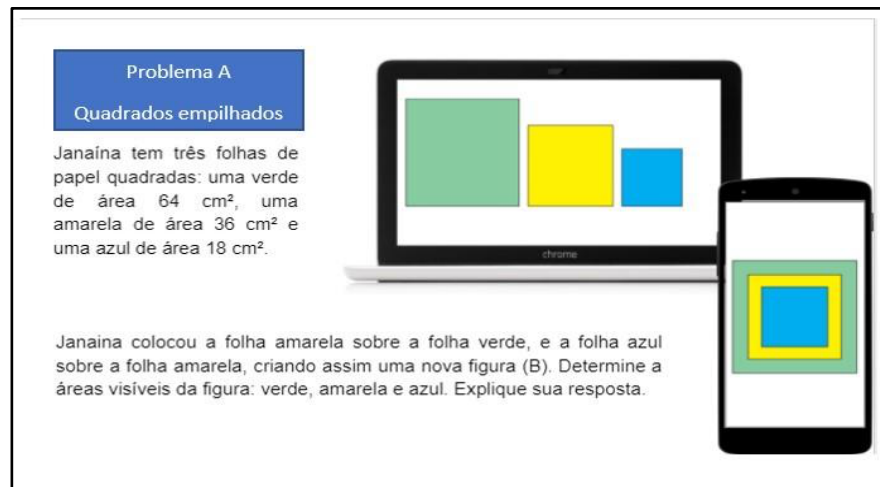 Problema A
Quadrados empilhados
Janaína tem três folhas de
papel quadradas: uma verde
de área 64 cm², uma
amarela de área 36 cm² e
uma azul de área 18 cm².
chrome
Janaina colocou a folha amarela sobre a folha verde, e a folha azul
sobre a folha amarela, criando assim uma nova figura (B). Determine a
áreas visíveis da figura: verde, amarela e azul. Explique sua resposta.